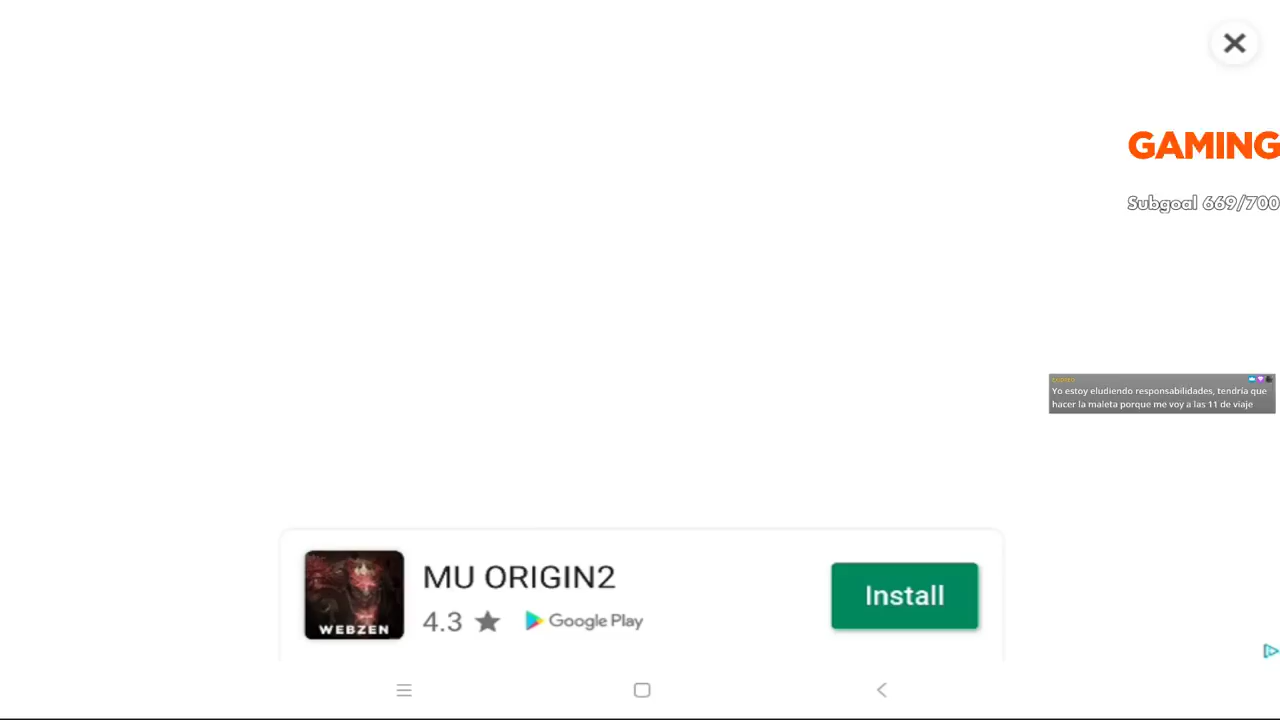 GAMING
Subgoal 669/700
Yo estoy eludiendo responsabilidades, tendría que
hacer la maleta porque me voy a las 11 de viaje
MU ORIGIN2
4.3 ★ Google Play
Install
WEBZEN